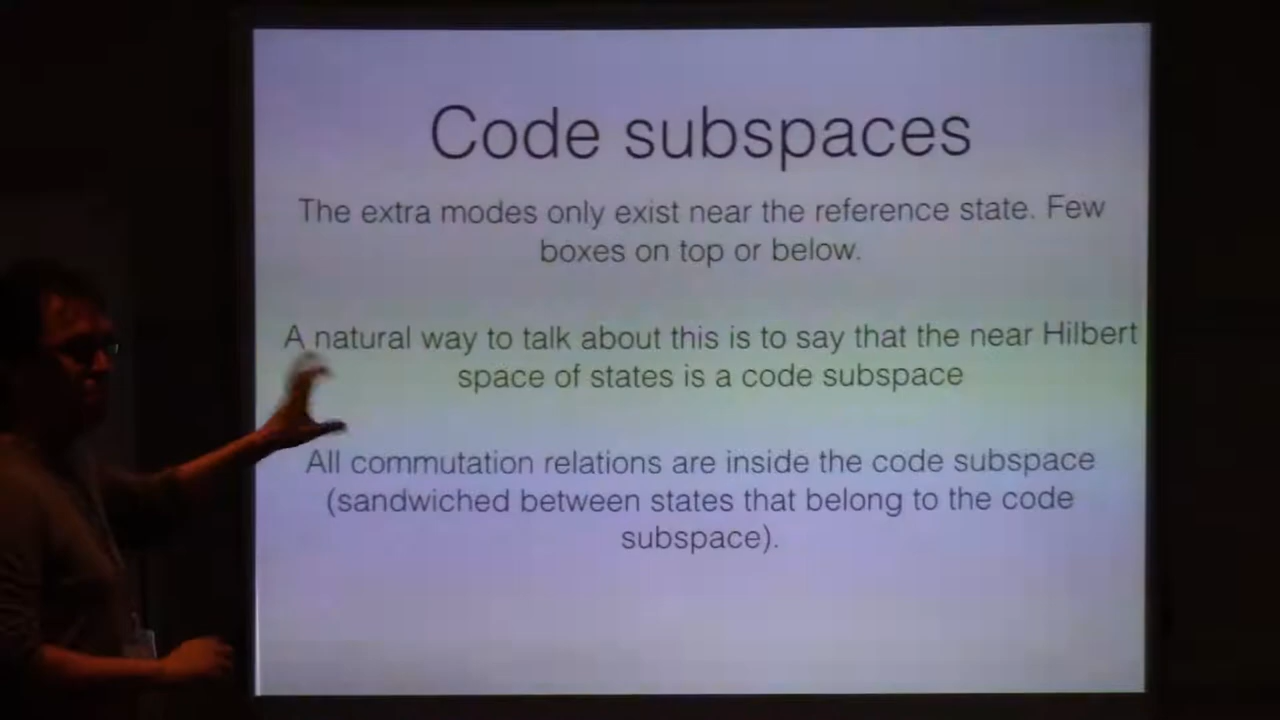 Code subspaces
The extra modes only exist near the reference state. Few
boxes on top or below.
A natural way to talk about this is to say that the near Hilbert
space of states is a code subspace
All commutation relations are inside the code subspace
(sandwiched between states that belong to the code
subspace).